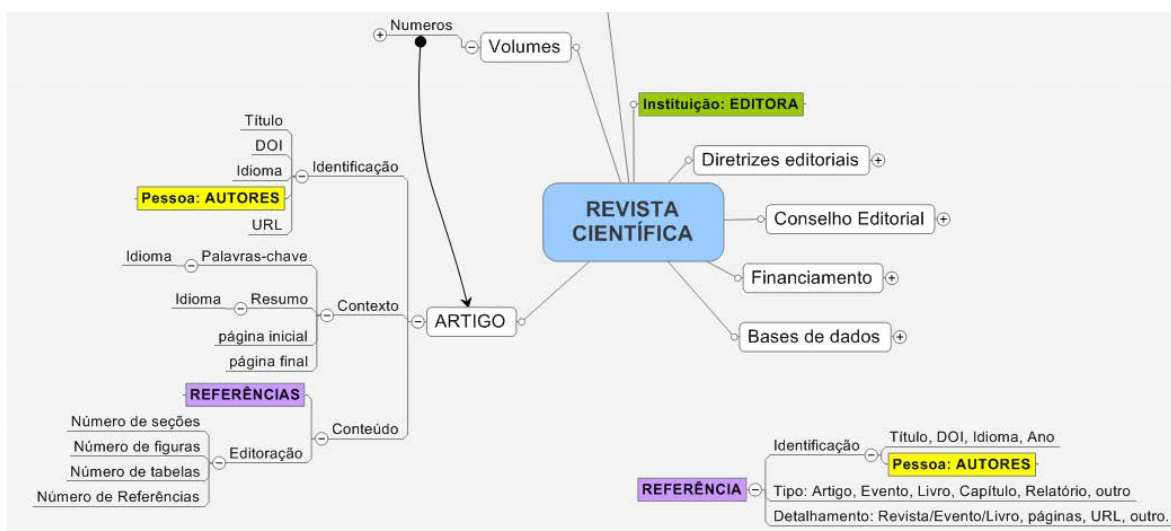 Numeros
Volumes
Instituição: EDITORA
Diretrizes editoriais
Conselho Editorial
Financiamento
Bases de dados
REVISTA
CIENTÍFICA
ARTIGO
Identificação
Título
DOI
Idioma
Pessoa: AUTORES
URL
Contexto
Palavras-chave
Idioma
Resumo
Idioma
página inicial
página final
Conteúdo
REFERÊNCIAS
Editoração
Número de seções
Número de figuras
Número de tabelas
Número de Referências
REFERÊNCIA
Identificação
Título, DOI, Idioma, Ano
Pessoa: AUTORES
Tipo: Artigo, Evento, Livro, Capítulo, Relatório, outro
Detalhamento: Revista/Evento/Livro, páginas, URL, outro.